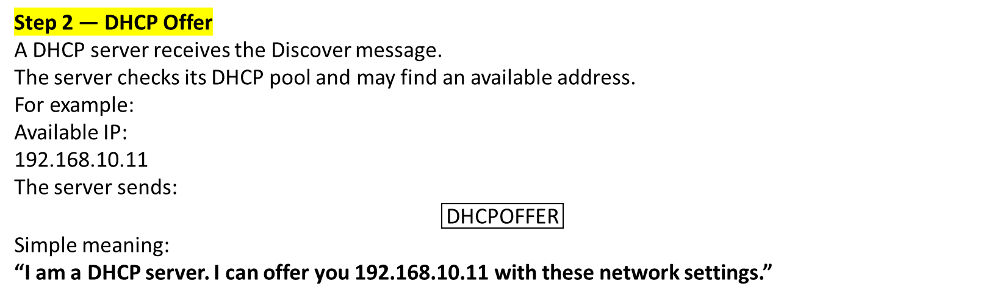 Step 2 — DHCP Offer
A DHCP server receives the Discover message.
The server checks its DHCP pool and may find an available address.
For example:
Available IP:
192.168.10.11
The server sends:
DHCPOFFER
Simple meaning:
“I am a DHCP server. I can offer you 192.168.10.11 with these network settings.”